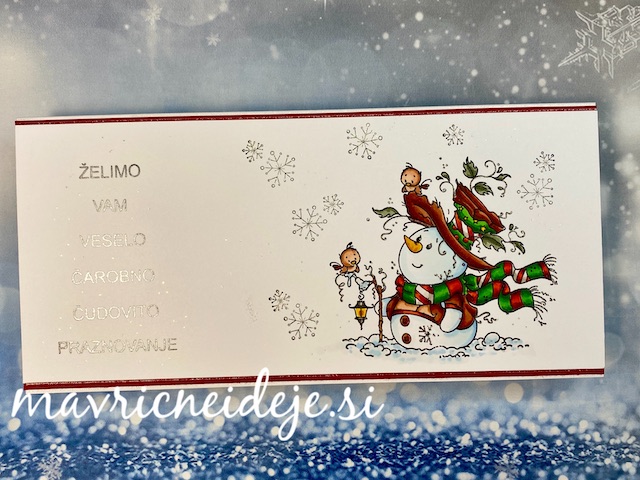 ŽELIMO
VAM
VESELO
ČAROBNO
ČUDOVITO
PRAZNOVANJE
mavricneideje.si